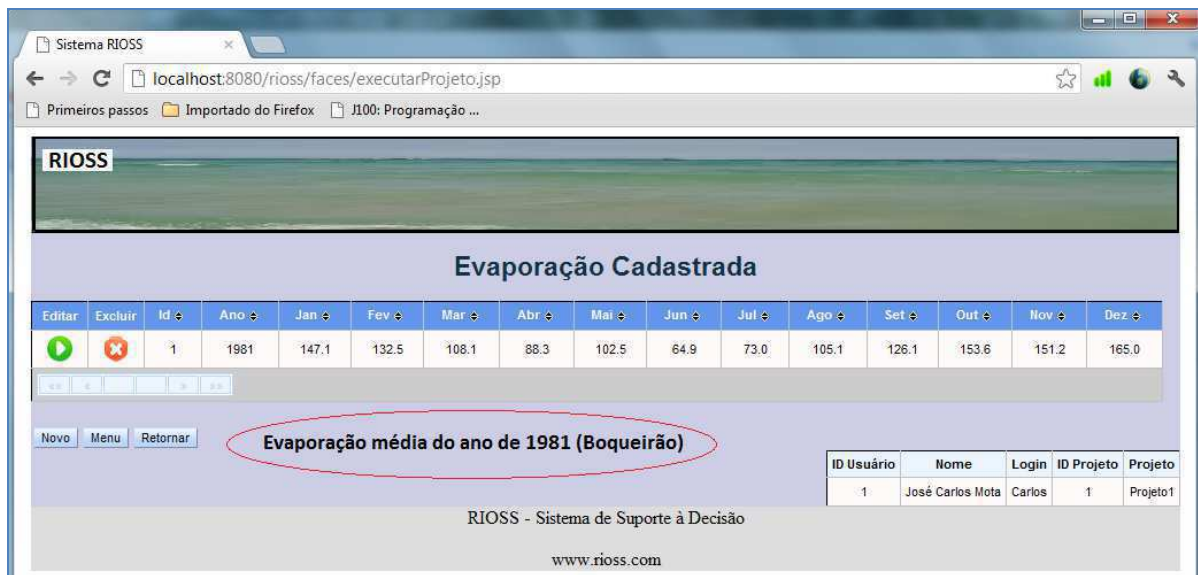 Sistema RIOSS
localhost:8080/rioss/faces/executarProjeto.jsp
Primeiros passos Importado do Firefox J100: Programação ...
RIOSS
Evaporação Cadastrada
Editar Excluir Id Ano Jan Fev Mar Abr Mai Jun Jul Ago Set Out Nov Dez
1 1981 147.1 132.5 108.1 88.3 102.5 64.9 73.0 105.1 126.1 153.6 151.2 165.0
«« « » »»
Novo Menu Retornar
Evaporação média do ano de 1981 (Boqueirão)
ID Usuário Nome Login ID Projeto Projeto
1 José Carlos Mota Carlos 1 Projeto1
RIOSS - Sistema de Suporte à Decisão
www.rioss.com